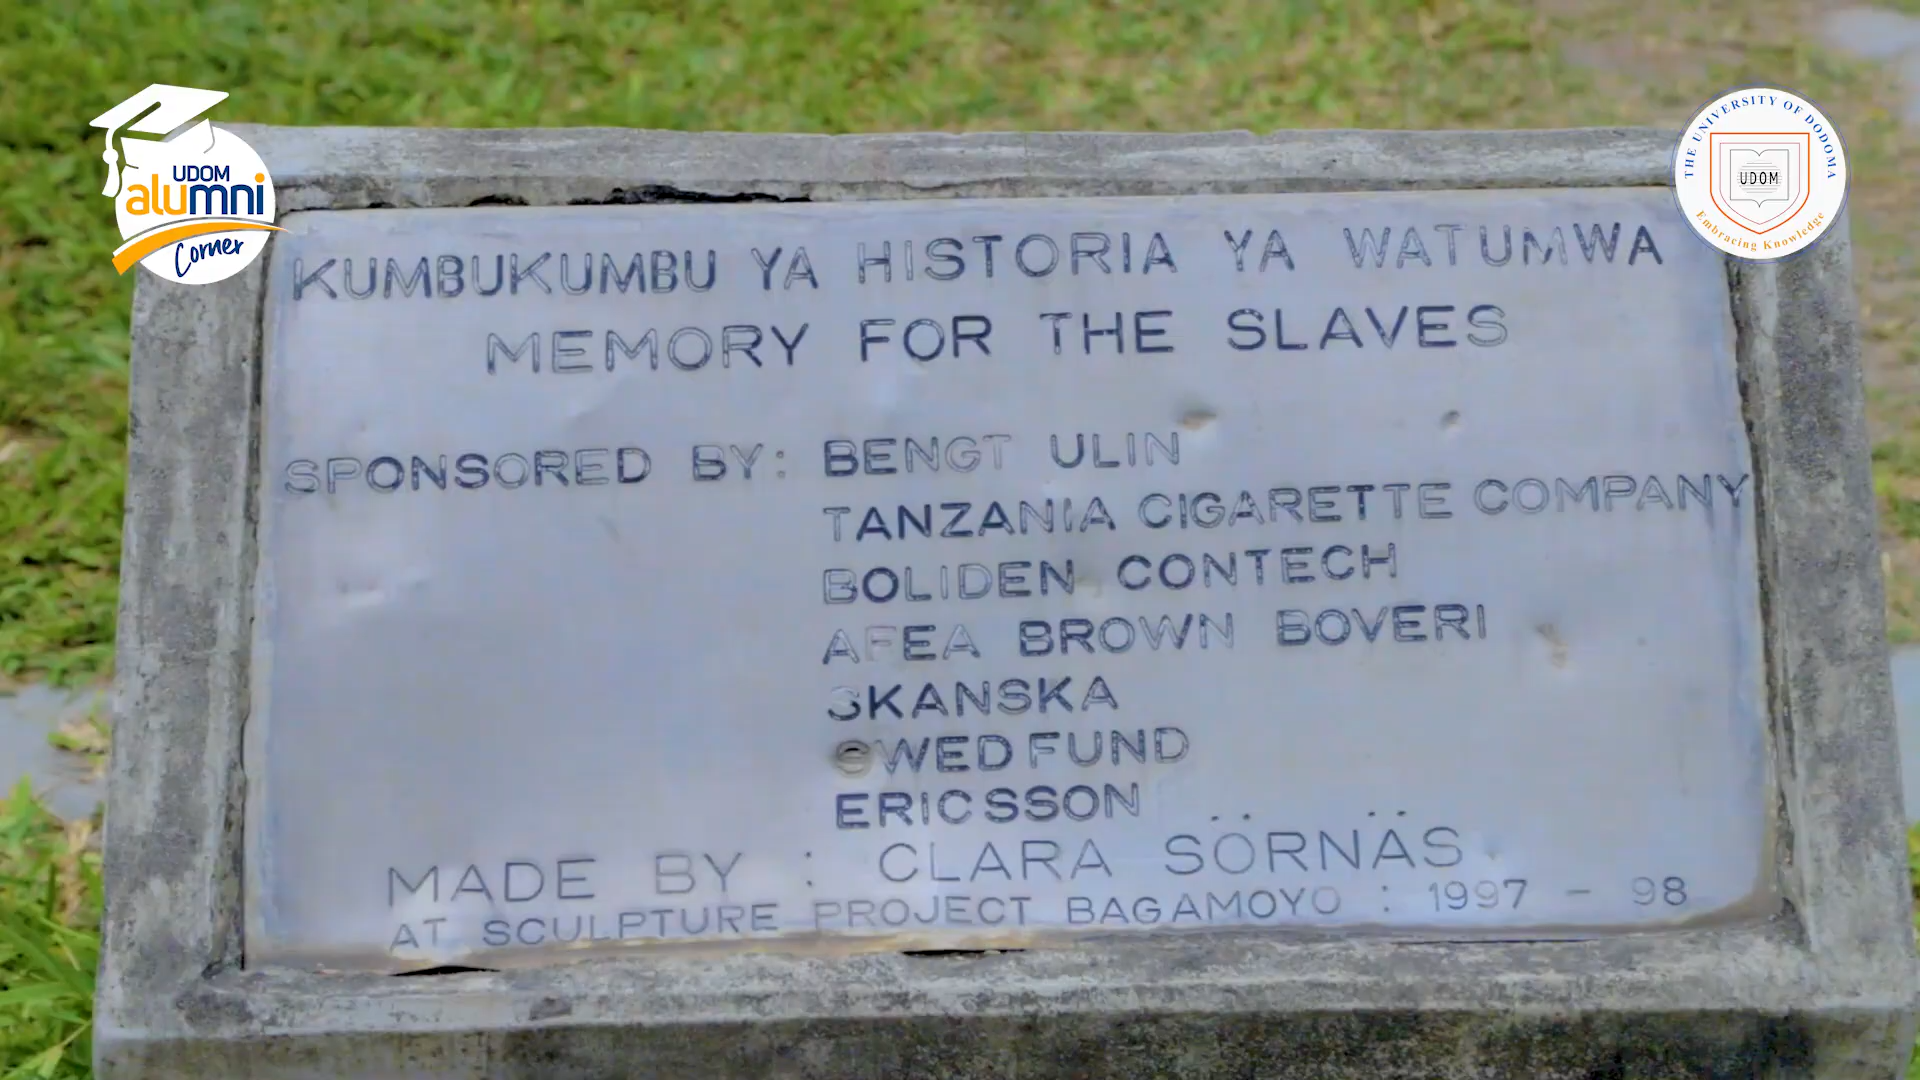 UDOM
alumni
Corner
THE UNIVERSITY OF DODOMA
UDOM
Embracing Knowledge
KUMBUKUMBU YA HISTORIA YA WATUMWA
MEMORY FOR THE SLAVES
SPONSORED BY: BENGT ULIN
TANZANIA CIGARETTE COMPANY
BOLIDEN CONTECH
AFEA BROWN BOVERI
SKANSKA
SWED FUND
ERICSSON
MADE BY : CLARA SÖRNÄS
AT SCULPTURE PROJECT BAGAMOYO : 1997 - 98